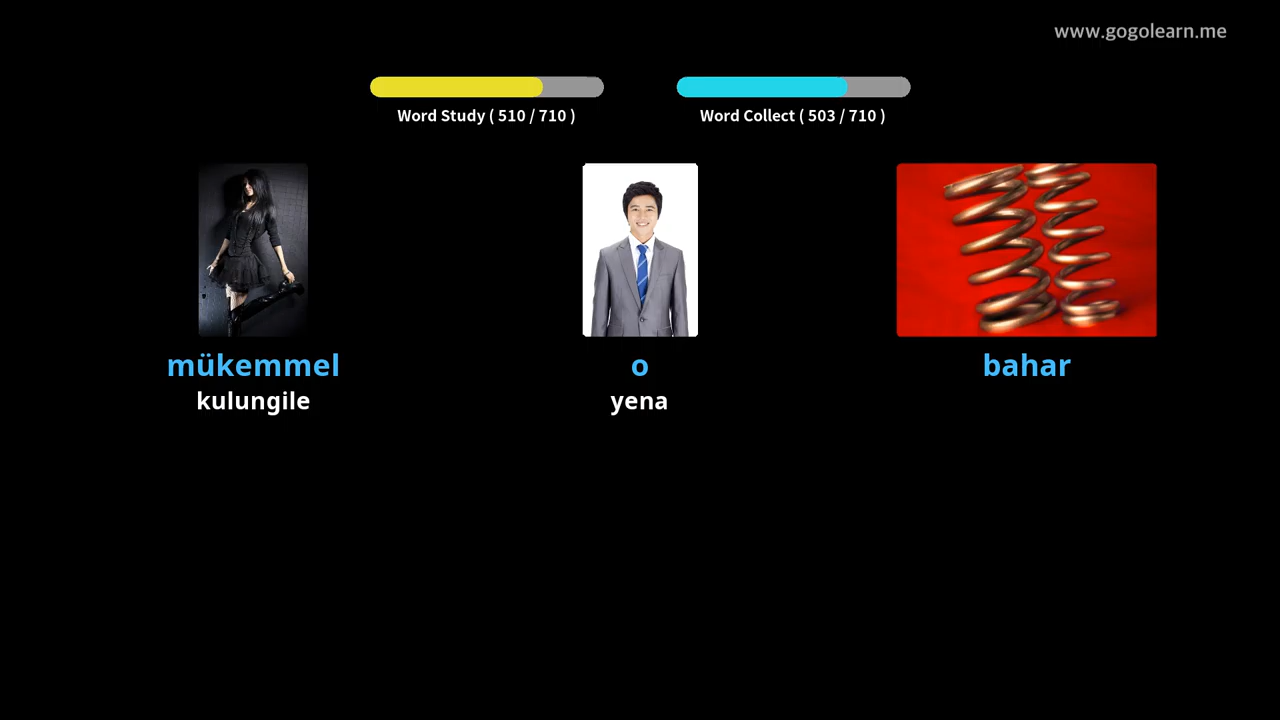 www.gogolearn.me
Word Study ( 510 / 710 )
Word Collect ( 503 / 710 )
mükemmel
kulungile
o
yena
bahar